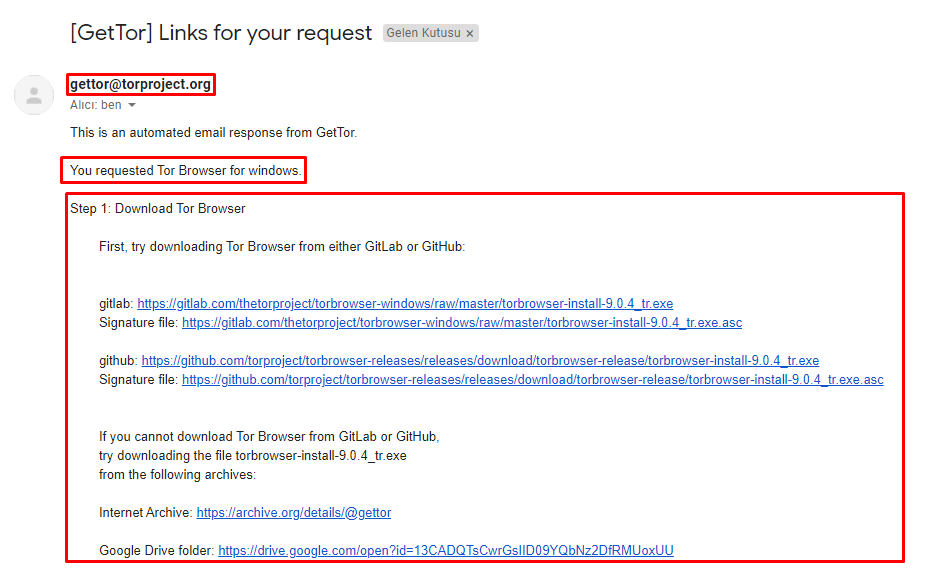 [GetTor] Links for your request Gelen Kutusu ×
gettor@torproject.org
Alıcı: ben
This is an automated email response from GetTor.
You requested Tor Browser for windows.
Step 1: Download Tor Browser
First, try downloading Tor Browser from either GitLab or GitHub:
gitlab: https://gitlab.com/thetorproject/torbrowser-windows/raw/master/torbrowser-install-9.0.4_tr.exe
Signature file: https://gitlab.com/thetorproject/torbrowser-windows/raw/master/torbrowser-install-9.0.4_tr.exe.asc
github: https://github.com/torproject/torbrowser-releases/releases/download/torbrowser-release/torbrowser-install-9.0.4_tr.exe
Signature file: https://github.com/torproject/torbrowser-releases/releases/download/torbrowser-release/torbrowser-install-9.0.4_tr.exe.asc
If you cannot download Tor Browser from GitLab or GitHub,
try downloading the file torbrowser-install-9.0.4_tr.exe
from the following archives:
Internet Archive: https://archive.org/details/@gettor
Google Drive folder: https://drive.google.com/open?id=13CADQTsCwrGsIID09YQbNz2DfRMUoxUU